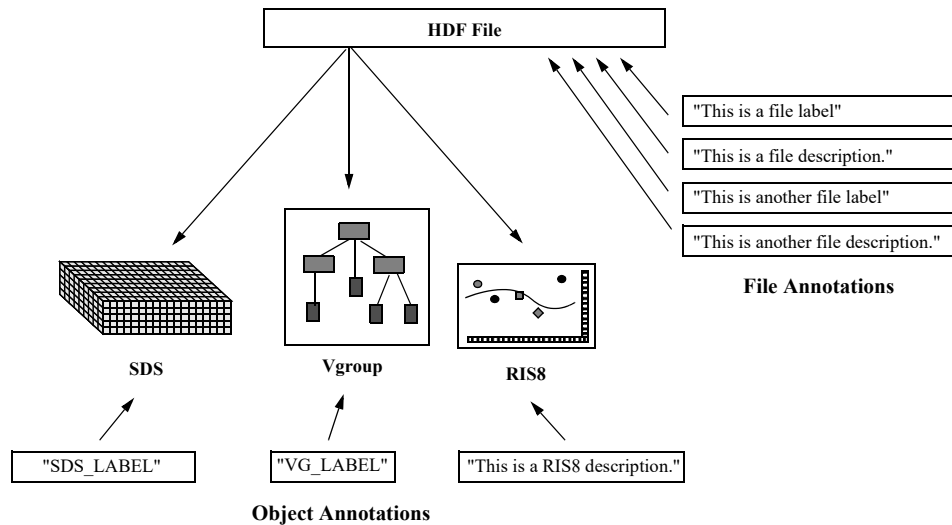 HDF File
"This is a file label"
"This is a file description."
"This is another file label"
"This is another file description."
File Annotations
SDS
Vgroup
RIS8
"SDS_LABEL"
"VG_LABEL"
"This is a RIS8 description."
Object Annotations